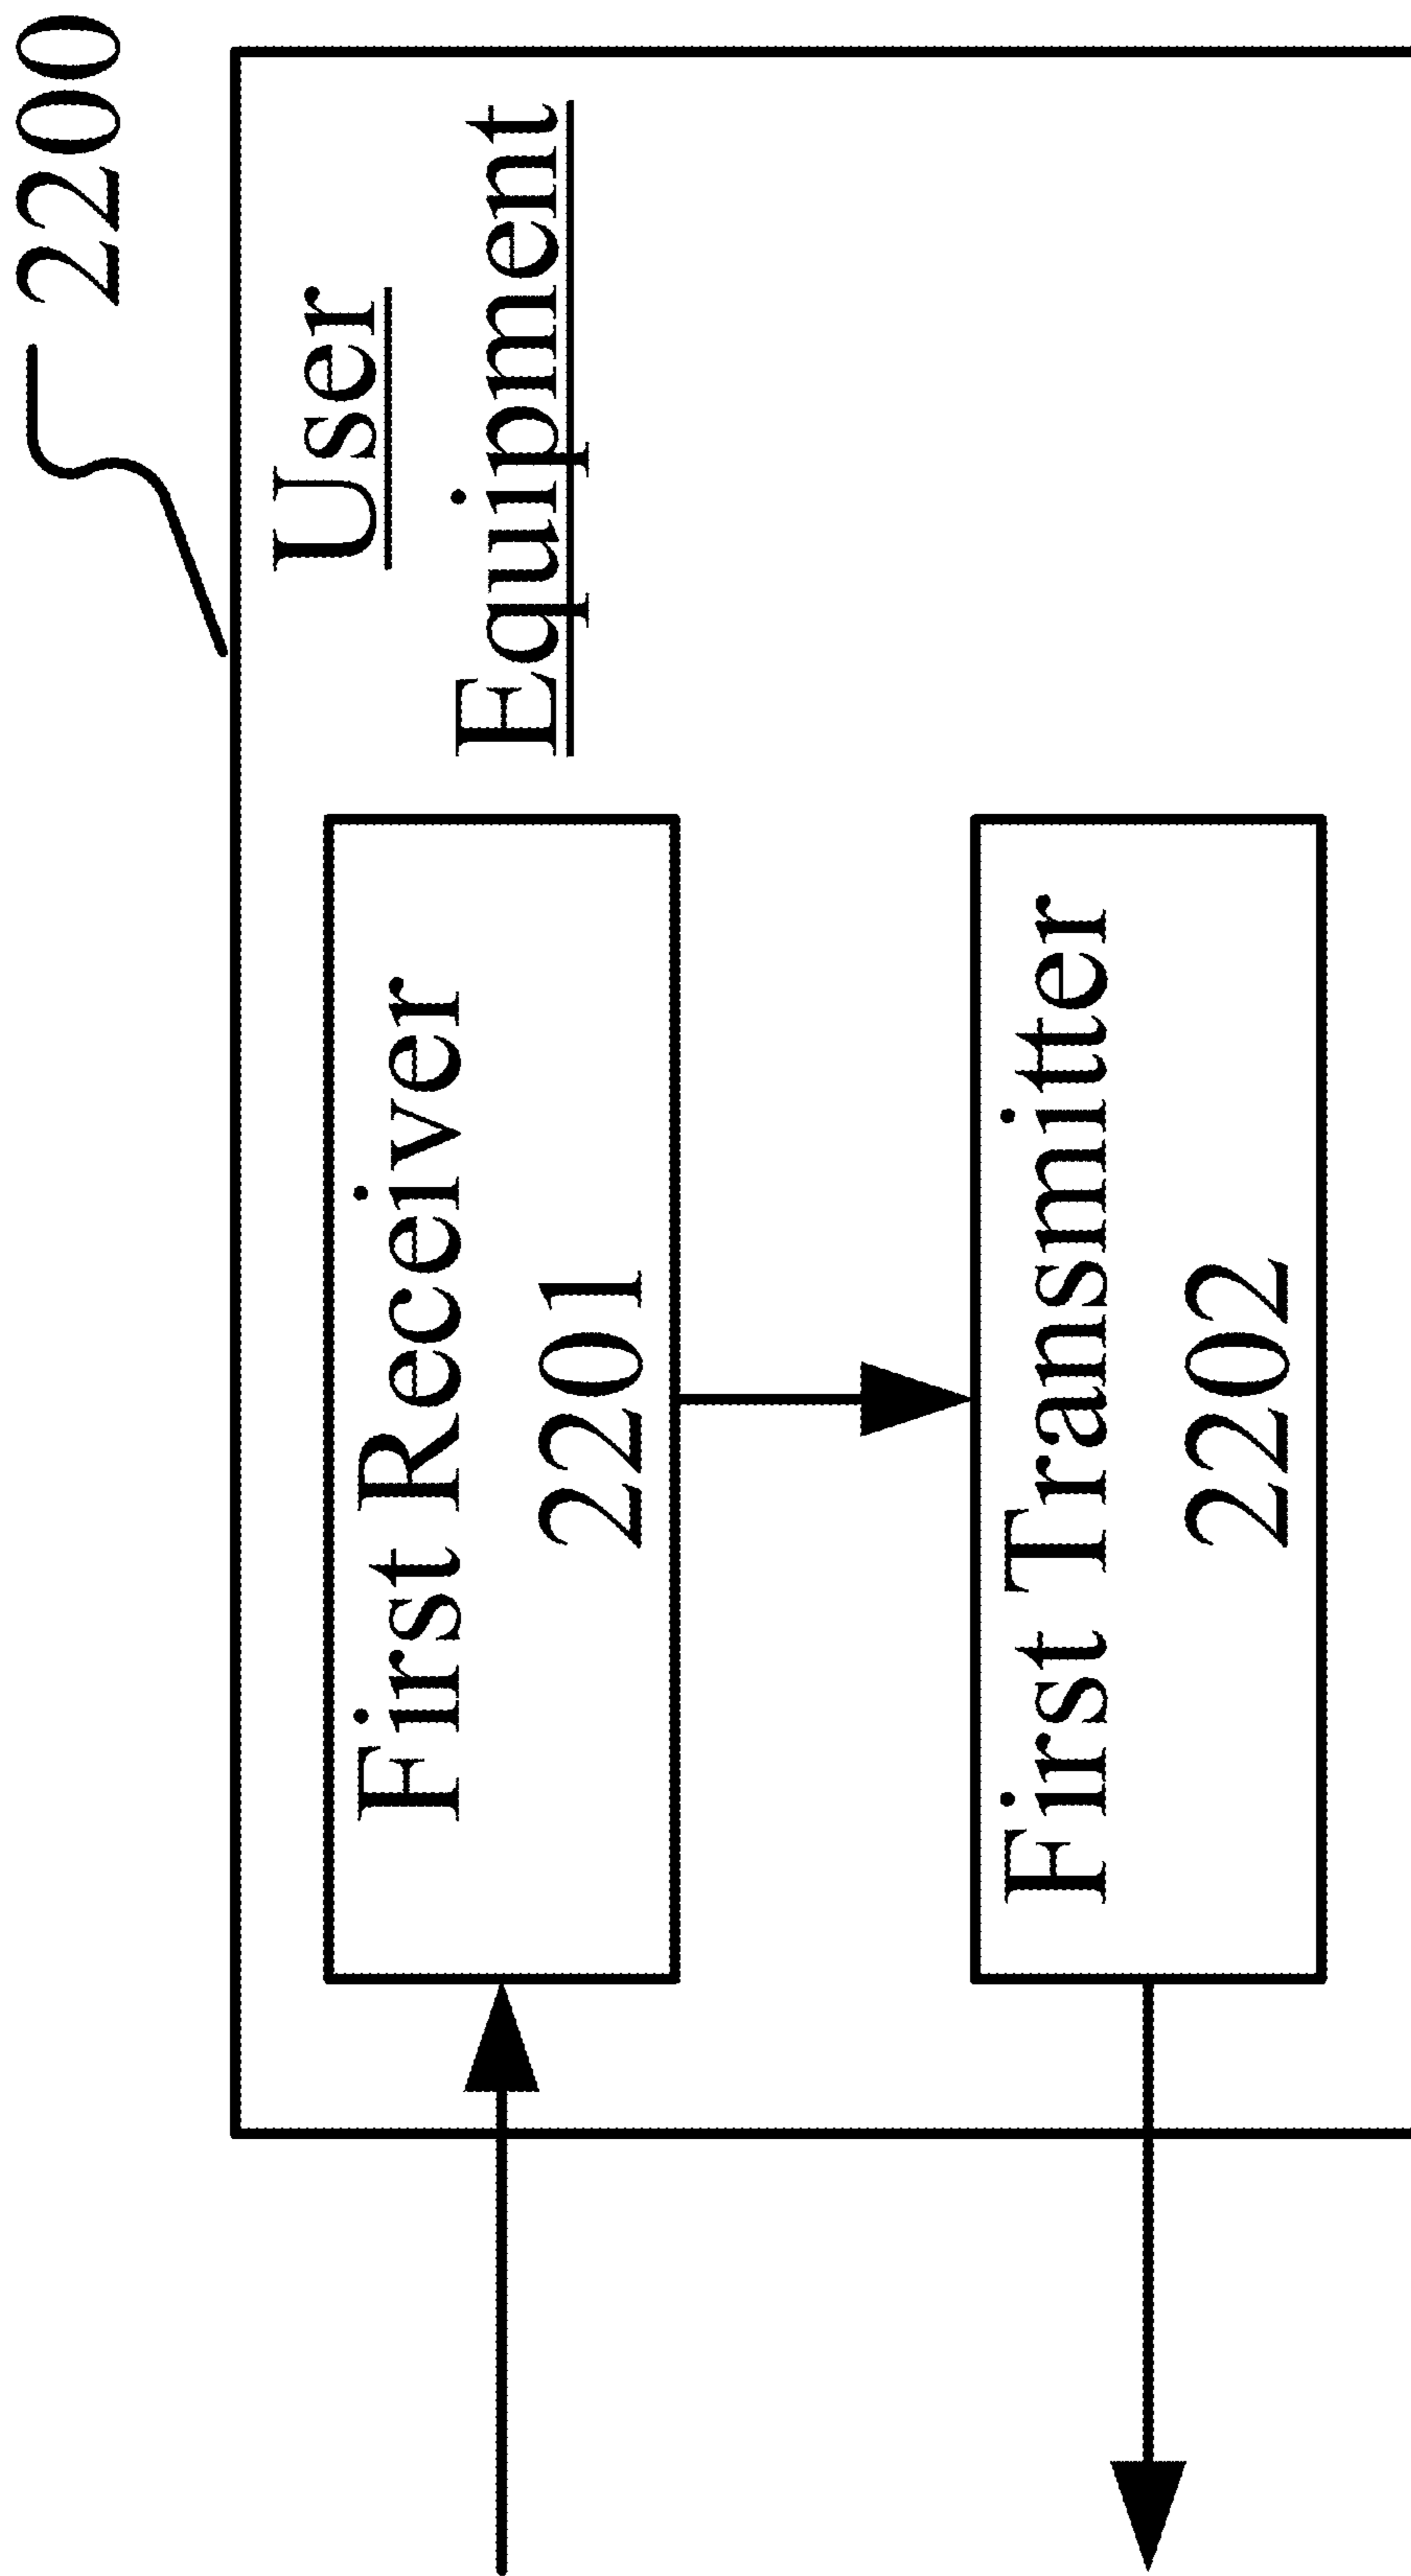 2200
User
Equipment
First Receiver
2201
First Transmitter
2202